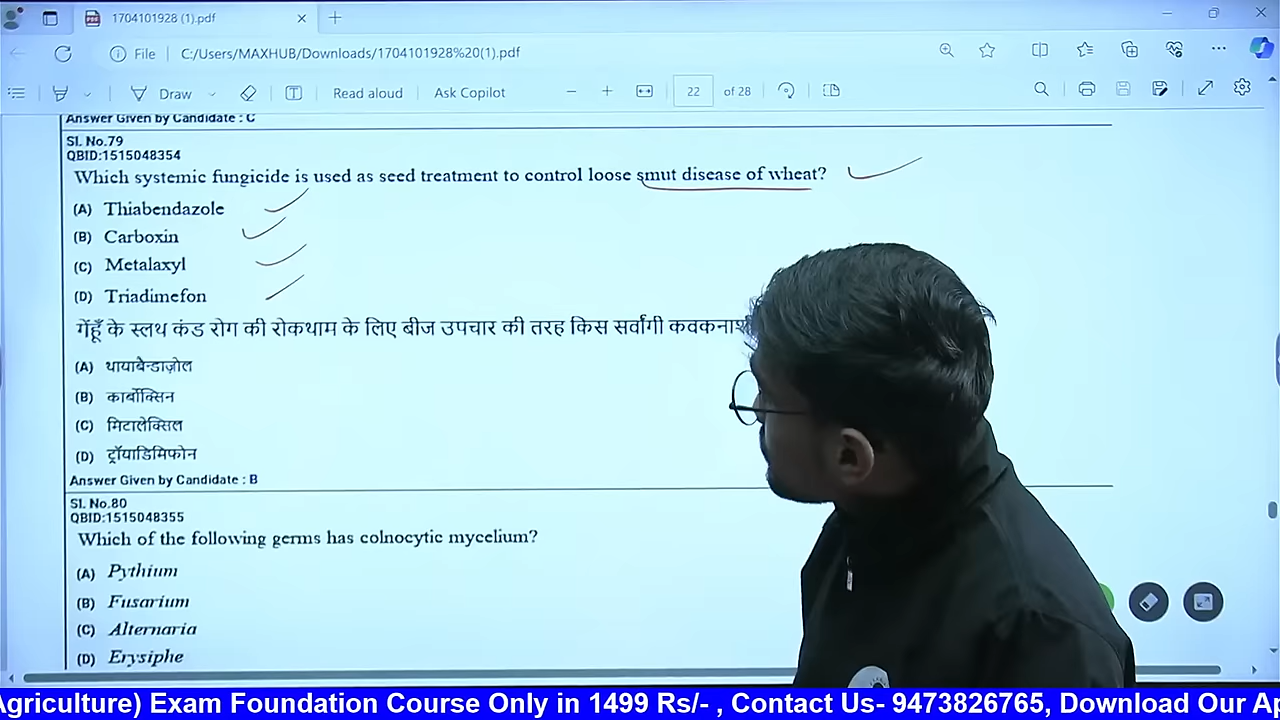 1704101928 (1).pdf
File
C:/Users/MAXHUB/Downloads/1704101928%20(1).pdf
Draw
Read aloud
Ask Copilot
22
of 28
Answer Given by Candidate : C
Sl. No.79
QBID:1515048354
Which systemic fungicide is used as seed treatment to control loose smut disease of wheat?
(A) Thiabendazole
(B) Carboxin
(C) Metalaxyl
(D) Triadimefon
गेंहूँ के स्लथ कंड रोग की रोकथाम के लिए बीज उपचार की तरह किस सर्वांगी
(A) थायाबेन्डाज़ोल
(B) कार्बोक्सिन
(C) मिटालेक्सिल
(D) ट्रॉयाडिमिफोन
Answer Given by Candidate : B
Sl. No.80
QBID:1515048355
Which of the following germs has colnocytic mycelium?
(A) Pythium
(B) Fusarium
(C) Alternaria
(D) Erysiphe
Agriculture) Exam Foundation Course Only in 1499 Rs/- , Contact Us- 9473826765, Download Our